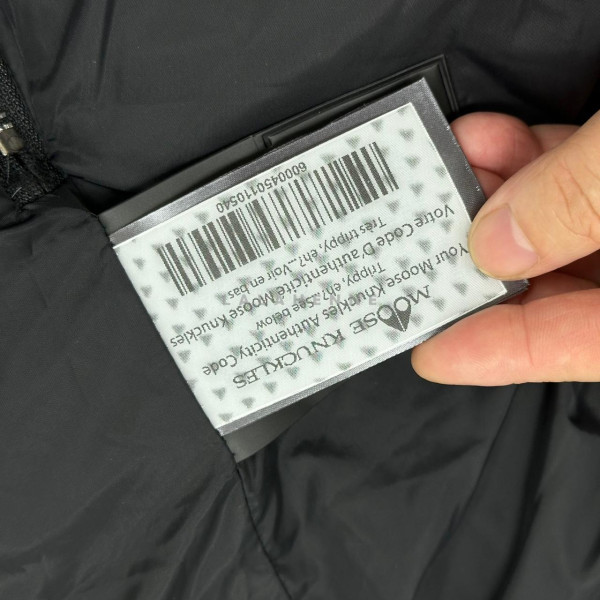 MOOSE KNUCKLES
Your Moose Knuckles Authenticity Code
Trippy, eh?...See below
Votre Code D'authenticité Moose Knuckles
Très trippy, eh?...Voir en bas
6000450110540